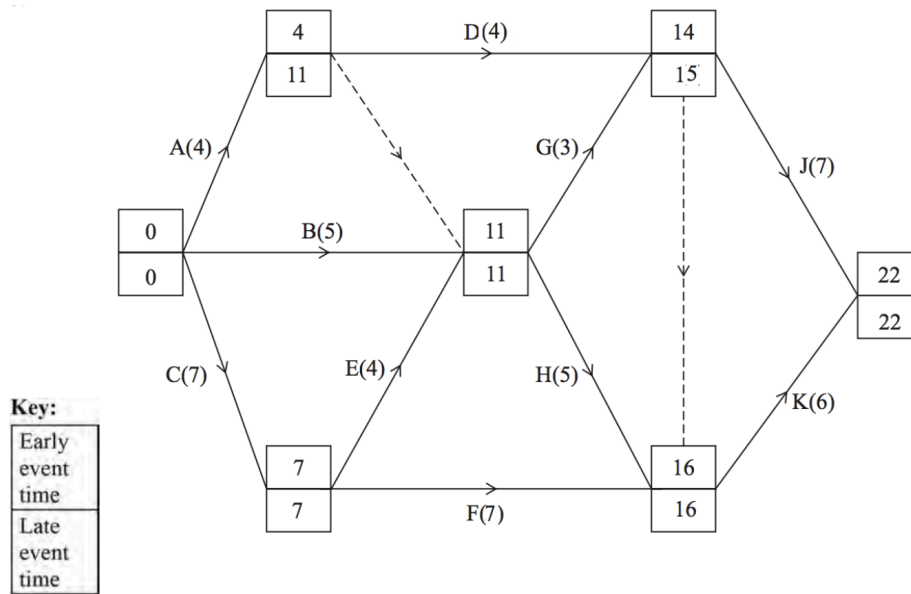 4
11
D(4)
14
15
A(4)
G(3)
J(7)
0
0
B(5)
11
11
22
22
C(7)
E(4)
H(5)
K(6)
Key:
Early
event
time
Late
event
time
7
7
F(7)
16
16